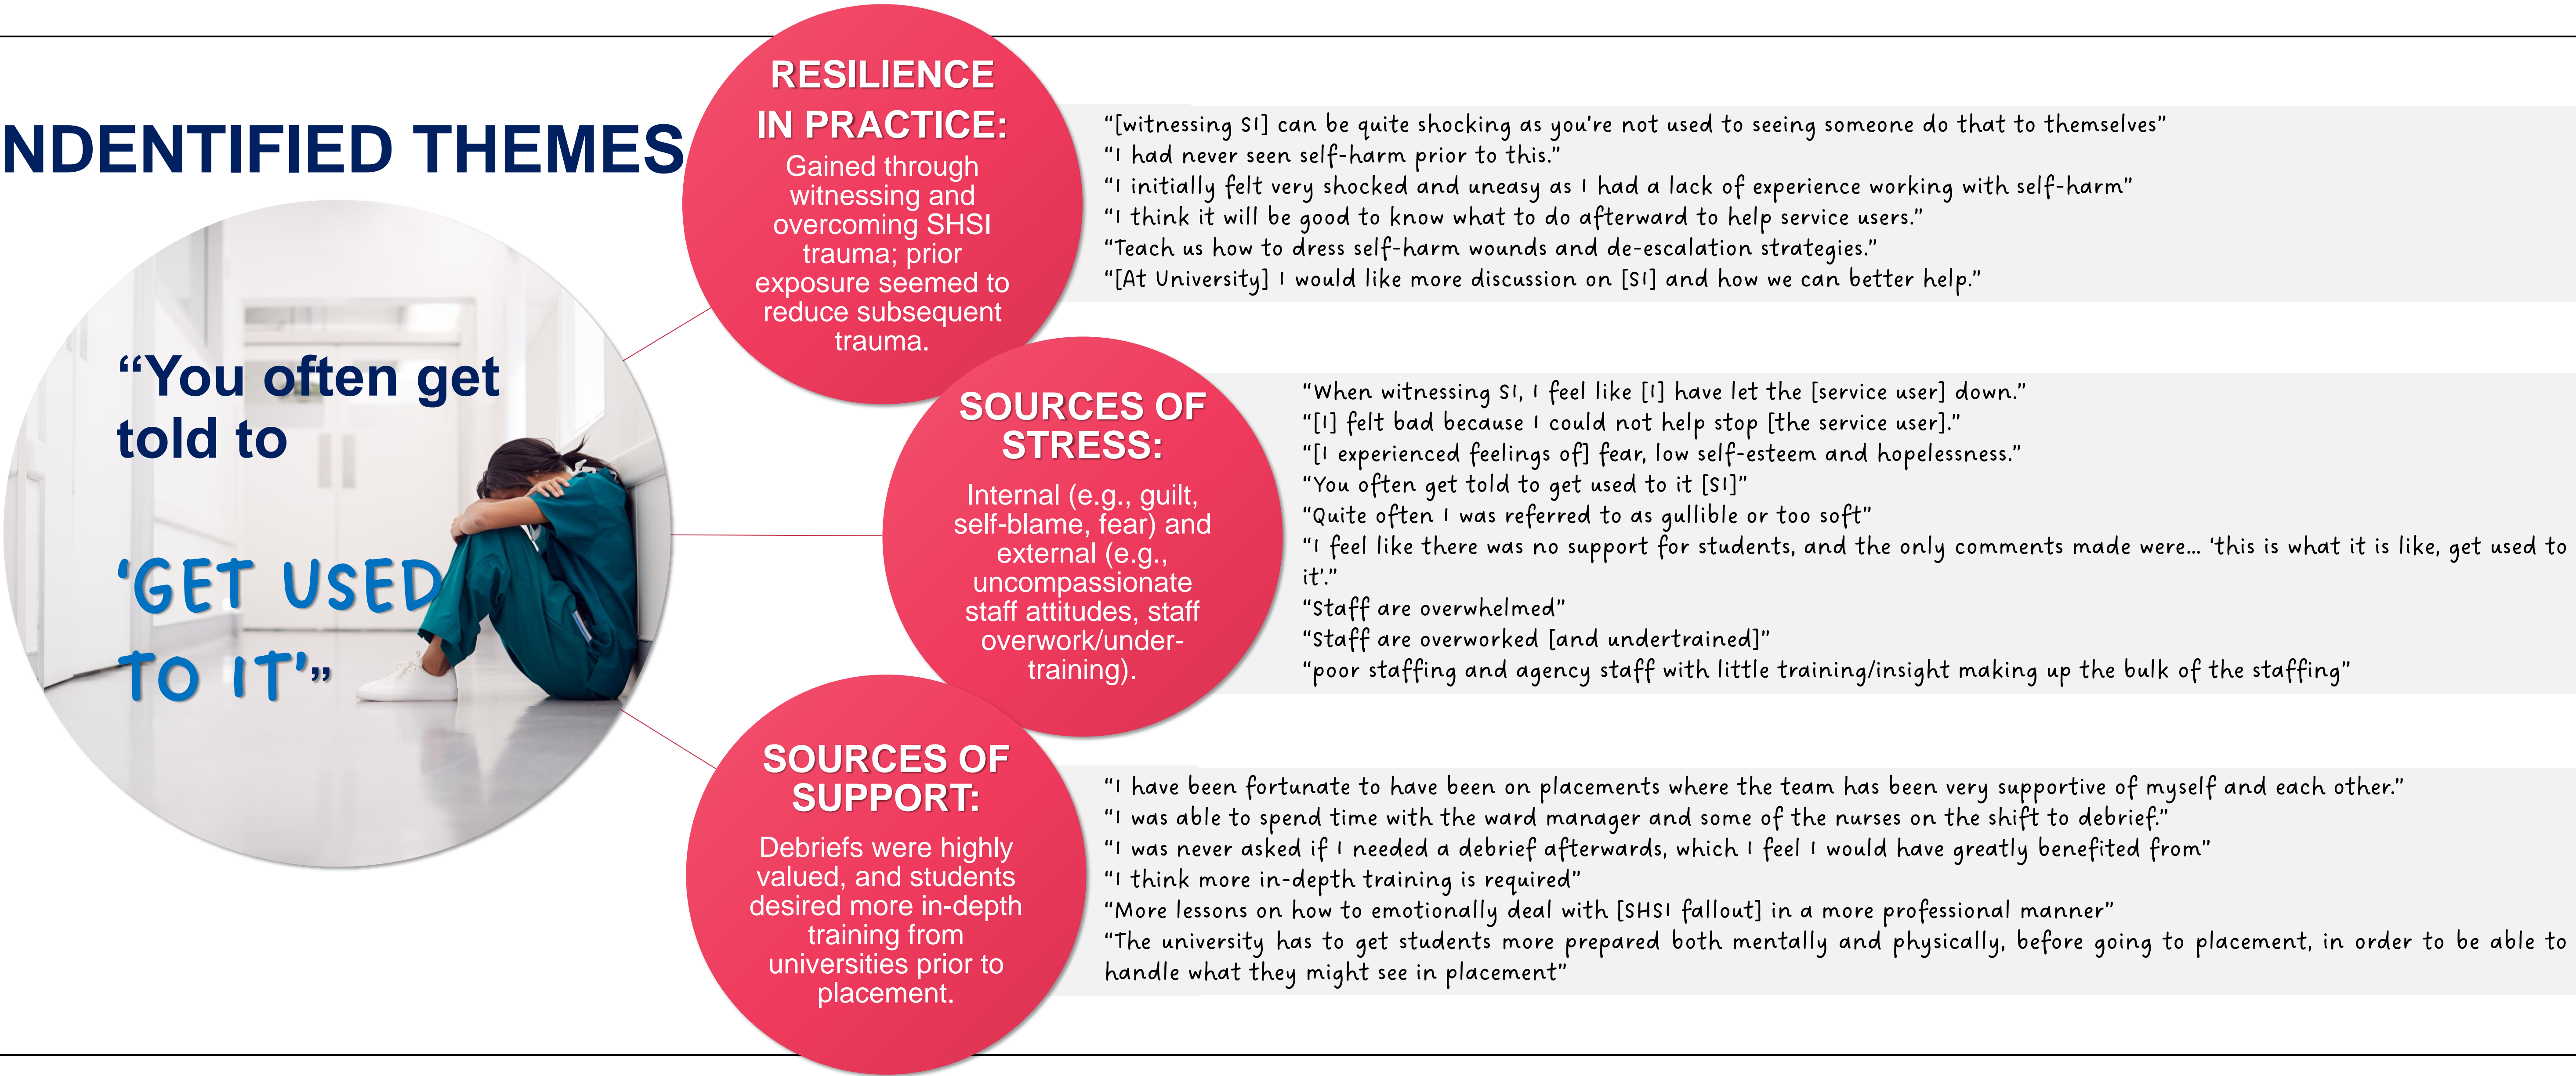 NDENTIFIED THEMES
“You often get
told to
‘GET USED
TO IT’”
RESILIENCE
IN PRACTICE:
Gained through
witnessing and
overcoming SHSI
trauma; prior
exposure seemed to
reduce subsequent
trauma.
“[witnessing SI] can be quite shocking as you’re not used to seeing someone do that to themselves”
“I had never seen self-harm prior to this.”
“I initially felt very shocked and uneasy as I had a lack of experience working with self-harm”
“I think it will be good to know what to do afterward to help service users.”
“Teach us how to dress self-harm wounds and de-escalation strategies.”
“[At University] I would like more discussion on [SI] and how we can better help.”
SOURCES OF
STRESS:
Internal (e.g., guilt,
self-blame, fear) and
external (e.g.,
uncompassionate
staff attitudes, staff
overwork/under-
training).
“When witnessing SI, I feel like [I] have let the [service user] down.”
“[I] felt bad because I could not help stop [the service user].”
“[I experienced feelings of] fear, low self-esteem and hopelessness.”
“You often get told to get used to it [SI]”
“Quite often I was referred to as gullible or too soft”
“I feel like there was no support for students, and the only comments made were... ‘this is what it is like, get used to
it’.”
“Staff are overwhelmed”
“Staff are overworked [and undertrained]”
“poor staffing and agency staff with little training/insight making up the bulk of the staffing”
SOURCES OF
SUPPORT:
Debriefs were highly
valued, and students
desired more in-depth
training from
universities prior to
placement.
“I have been fortunate to have been on placements where the team has been very supportive of myself and each other.”
“I was able to spend time with the ward manager and some of the nurses on the shift to debrief.”
“I was never asked if I needed a debrief afterwards, which I feel I would have greatly benefited from”
“I think more in-depth training is required”
“More lessons on how to emotionally deal with [SHSI fallout] in a more professional manner”
“The university has to get students more prepared both mentally and physically, before going to placement, in order to be able to
handle what they might see in placement”